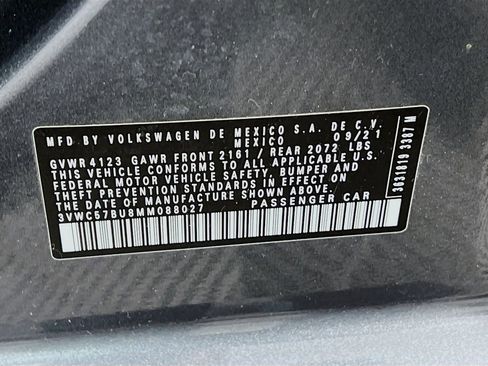 MFD BY VOLKSWAGEN DE MEXICO S.A. DE C.V.
MEXICO 09/21
GVWR 4123 GAWR FRONT 2161 / REAR 2072 LBS
THIS VEHICLE CONFORMS TO ALL APPLICABLE U.S.
FEDERAL MOTOR VEHICLE SAFETY, BUMPER AND
THEFT PREVENTION STANDARDS IN EFFECT ON
THE DATE OF MANUFACTURE SHOWN ABOVE.
3VWC57BU8MM088027 PASSENGER CAR
3631819 3387 M